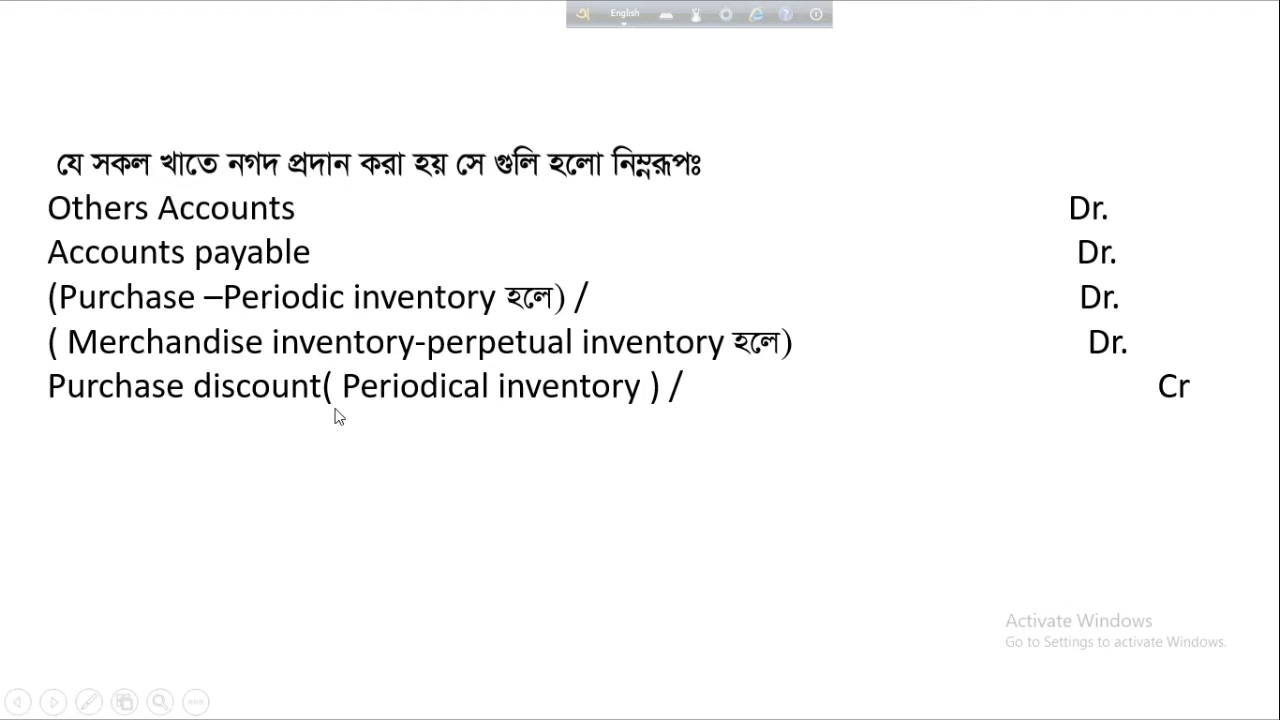 অ English
যে সকল খাতে নগদ প্রদান করা হয় সে গুলি হলো নিম্নরূপঃ
Others Accounts Dr.
Accounts payable Dr.
(Purchase –Periodic inventory হলে) / Dr.
( Merchandise inventory-perpetual inventory হলে) Dr.
Purchase discount( Periodical inventory ) / Cr
Activate Windows
Go to Settings to activate Windows.